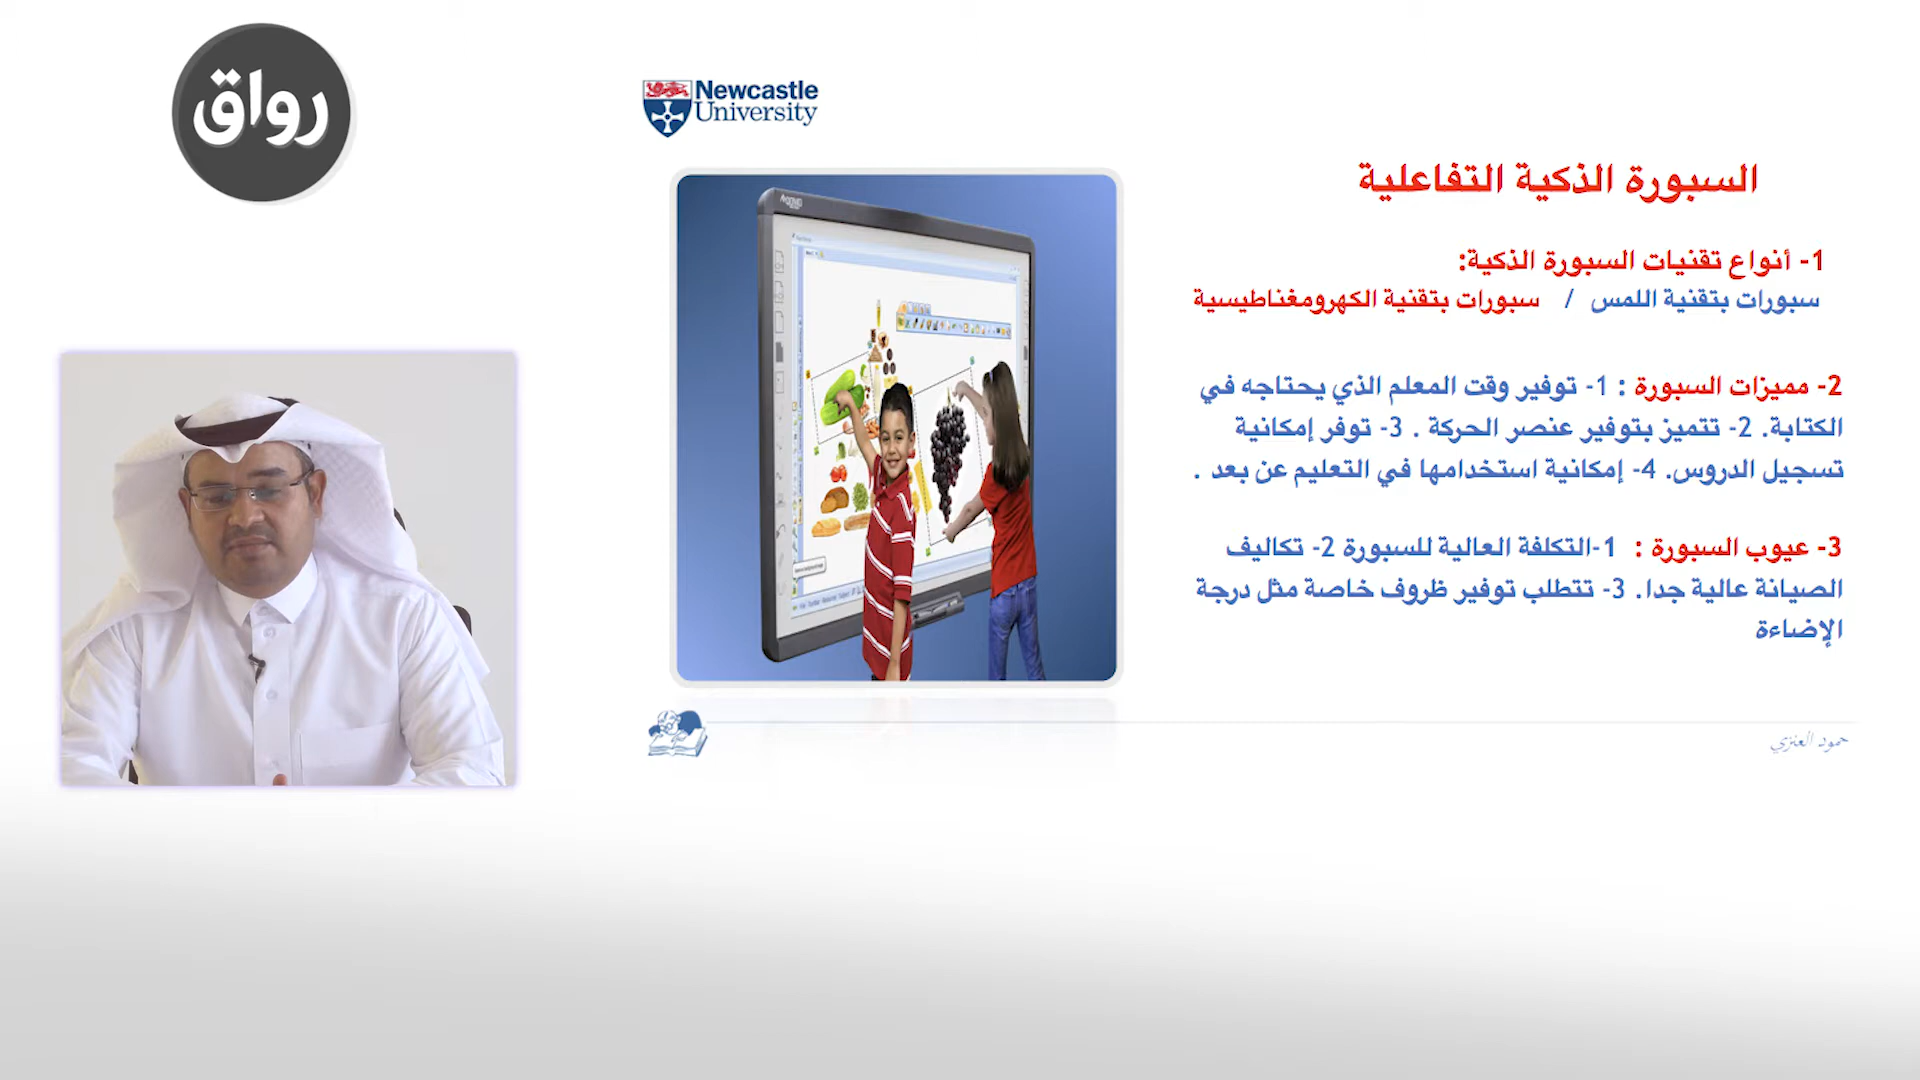 رواق
Newcastle
University
السبورة الذكية التفاعلية
1- أنواع تقنيات السبورة الذكية:
سبورات بتقنية اللمس / سبورات بتقنية الكهرومغناطيسية
2- مميزات السبورة : 1- توفير وقت المعلم الذي يحتاجه في
الكتابة. 2- تتميز بتوفير عنصر الحركة . 3- توفر إمكانية
تسجيل الدروس. 4- إمكانية استخدامها في التعليم عن بعد .
3- عيوب السبورة : 1-التكلفة العالية للسبورة 2- تكاليف
الصيانة عالية جدا. 3- تتطلب توفير ظروف خاصة مثل درجة
الإضاءة
حمود العنزي